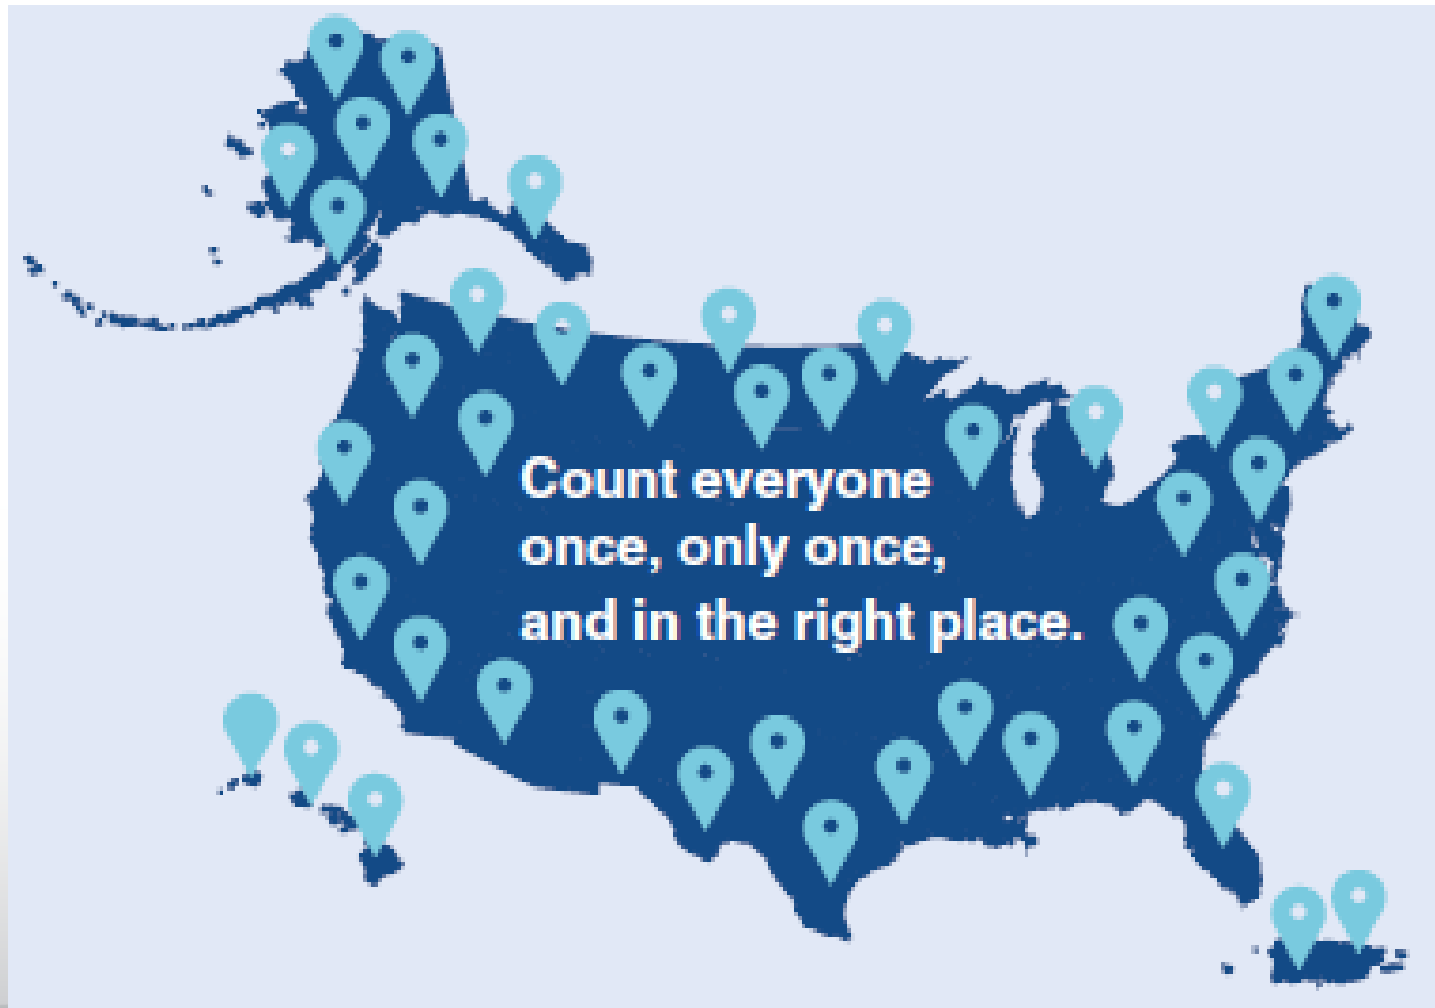 Count everyone
once, only once,
and in the right place.